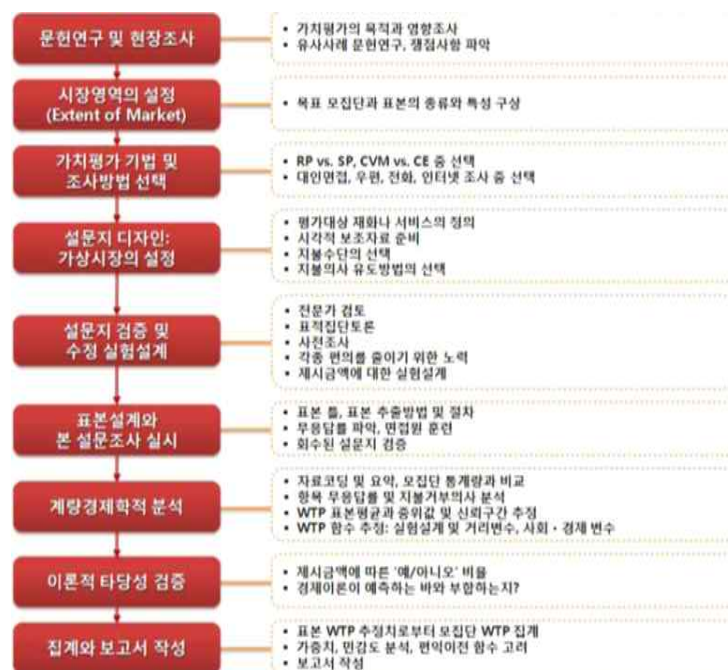 문헌연구 및 현장조사
• 가치평가의 목적과 영향조사
• 유사사례 문헌연구, 쟁점사항 파악
시장영역의 설정
(Extent of Market)
• 목표 모집단과 표본의 종류와 특성 구상
가치평가 기법 및
조사방법 선택
• RP vs. SP, CVM vs. CE 중 선택
• 대인면접, 우편, 전화, 인터넷 조사 중 선택
설문지 디자인:
가상시장의 설정
• 평가대상 재화나 서비스의 정의
• 시각적 보조자료 준비
• 지불수단의 선택
• 지불의사 유도방법의 선택
설문지 검증 및
수정 실험설계
• 전문가 검토
• 표적집단토론
• 사전조사
• 각종 편의를 줄이기 위한 노력
• 제시금액에 대한 실험설계
표본설계와
본 설문조사 실시
• 표본 틀, 표본 추출방법 및 절차
• 무응답률 파악, 면접원 훈련
• 회수된 설문지 검증
계량경제학적 분석
• 자료코딩 및 요약, 모집단 통계량과 비교
• 항목 무응답률 및 지불거부의사 분석
• WTP 표본평균과 중위값 및 신뢰구간 추정
• WTP 함수 추정: 실험설계 및 거리변수, 사회・경제 변수
이론적 타당성 검증
• 제시금액에 따른 '예/아니오' 비율
• 경제이론이 예측하는 바와 부합하는지?
집계와 보고서 작성
• 표본 WTP 추정치로부터 모집단 WTP 집계
• 가중치, 민감도 분석, 편익이전 함수 고려
• 보고서 작성